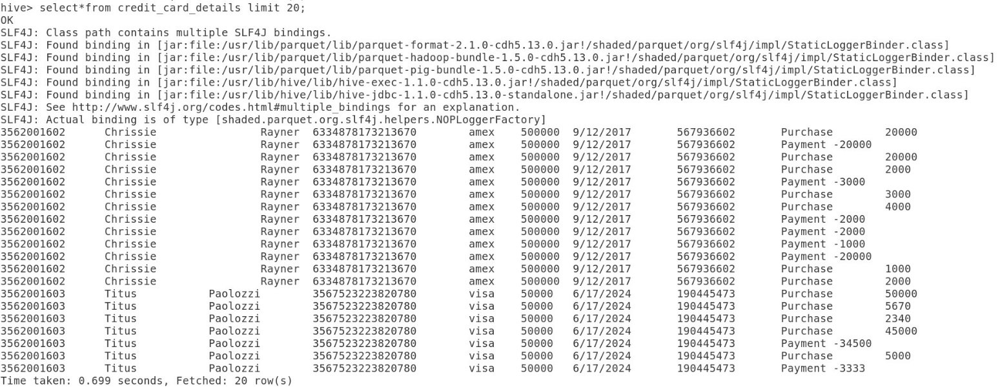 hive> select*from credit_card_details limit 20;
OK
SLF4J: Class path contains multiple SLF4J bindings.
SLF4J: Found binding in [jar:file:/usr/lib/parquet/lib/parquet-format-2.1.0-cdh5.13.0.jar!/shaded/parquet/org/slf4j/impl/StaticLoggerBinder.class]
SLF4J: Found binding in [jar:file:/usr/lib/parquet/lib/parquet-hadoop-bundle-1.5.0-cdh5.13.0.jar!/shaded/parquet/org/slf4j/impl/StaticLoggerBinder.class]
SLF4J: Found binding in [jar:file:/usr/lib/parquet/lib/parquet-pig-bundle-1.5.0-cdh5.13.0.jar!/shaded/parquet/org/slf4j/impl/StaticLoggerBinder.class]
SLF4J: Found binding in [jar:file:/usr/lib/hive/lib/hive-exec-1.1.0-cdh5.13.0.jar!/shaded/parquet/org/slf4j/impl/StaticLoggerBinder.class]
SLF4J: Found binding in [jar:file:/usr/lib/hive/lib/hive-jdbc-1.1.0-cdh5.13.0-standalone.jar!/shaded/parquet/org/slf4j/impl/StaticLoggerBinder.class]
SLF4J: See http://www.slf4j.org/codes.html#multiple_bindings for an explanation.
SLF4J: Actual binding is of type [shaded.parquet.org.slf4j.helpers.NOPLoggerFactory]
3562001602 Chrissie Rayner 6334878173213670 amex 500000 9/12/2017 567936602 Purchase 20000
3562001602 Chrissie Rayner 6334878173213670 amex 500000 9/12/2017 567936602 Payment -20000
3562001602 Chrissie Rayner 6334878173213670 amex 500000 9/12/2017 567936602 Purchase 20000
3562001602 Chrissie Rayner 6334878173213670 amex 500000 9/12/2017 567936602 Purchase 2000
3562001602 Chrissie Rayner 6334878173213670 amex 500000 9/12/2017 567936602 Payment -3000
3562001602 Chrissie Rayner 6334878173213670 amex 500000 9/12/2017 567936602 Purchase 3000
3562001602 Chrissie Rayner 6334878173213670 amex 500000 9/12/2017 567936602 Purchase 4000
3562001602 Chrissie Rayner 6334878173213670 amex 500000 9/12/2017 567936602 Payment -2000
3562001602 Chrissie Rayner 6334878173213670 amex 500000 9/12/2017 567936602 Payment -2000
3562001602 Chrissie Rayner 6334878173213670 amex 500000 9/12/2017 567936602 Payment -1000
3562001602 Chrissie Rayner 6334878173213670 amex 500000 9/12/2017 567936602 Payment -20000
3562001602 Chrissie Rayner 6334878173213670 amex 500000 9/12/2017 567936602 Purchase 1000
3562001602 Chrissie Rayner 6334878173213670 amex 500000 9/12/2017 567936602 Purchase 2000
3562001603 Titus Paolozzi 3567523223820780 visa 50000 6/17/2024 190445473 Purchase 50000
3562001603 Titus Paolozzi 3567523223820780 visa 50000 6/17/2024 190445473 Purchase 5670
3562001603 Titus Paolozzi 3567523223820780 visa 50000 6/17/2024 190445473 Purchase 2340
3562001603 Titus Paolozzi 3567523223820780 visa 50000 6/17/2024 190445473 Purchase 45000
3562001603 Titus Paolozzi 3567523223820780 visa 50000 6/17/2024 190445473 Payment -34500
3562001603 Titus Paolozzi 3567523223820780 visa 50000 6/17/2024 190445473 Purchase 5000
3562001603 Titus Paolozzi 3567523223820780 visa 50000 6/17/2024 190445473 Payment -3333
Time taken: 0.699 seconds, Fetched: 20 row(s)